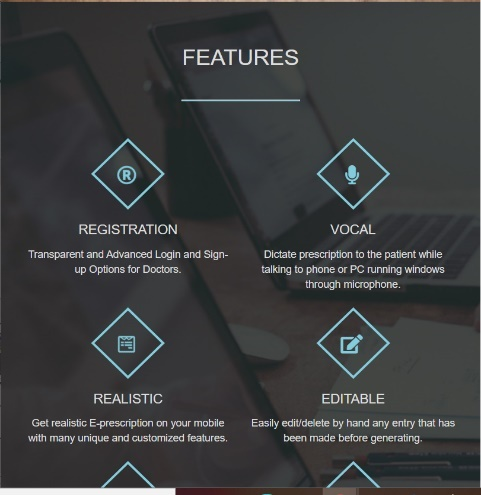 FEATURES
®
REGISTRATION
Transparent and Advanced Login and Sign-
up Options for Doctors.
VOCAL
Dictate prescription to the patient while
talking to phone or PC running windows
through microphone.
REALISTIC
Get realistic E-prescription on your mobile
with many unique and customized features.
EDITABLE
Easily edit/delete by hand any entry that has
been made before generating.